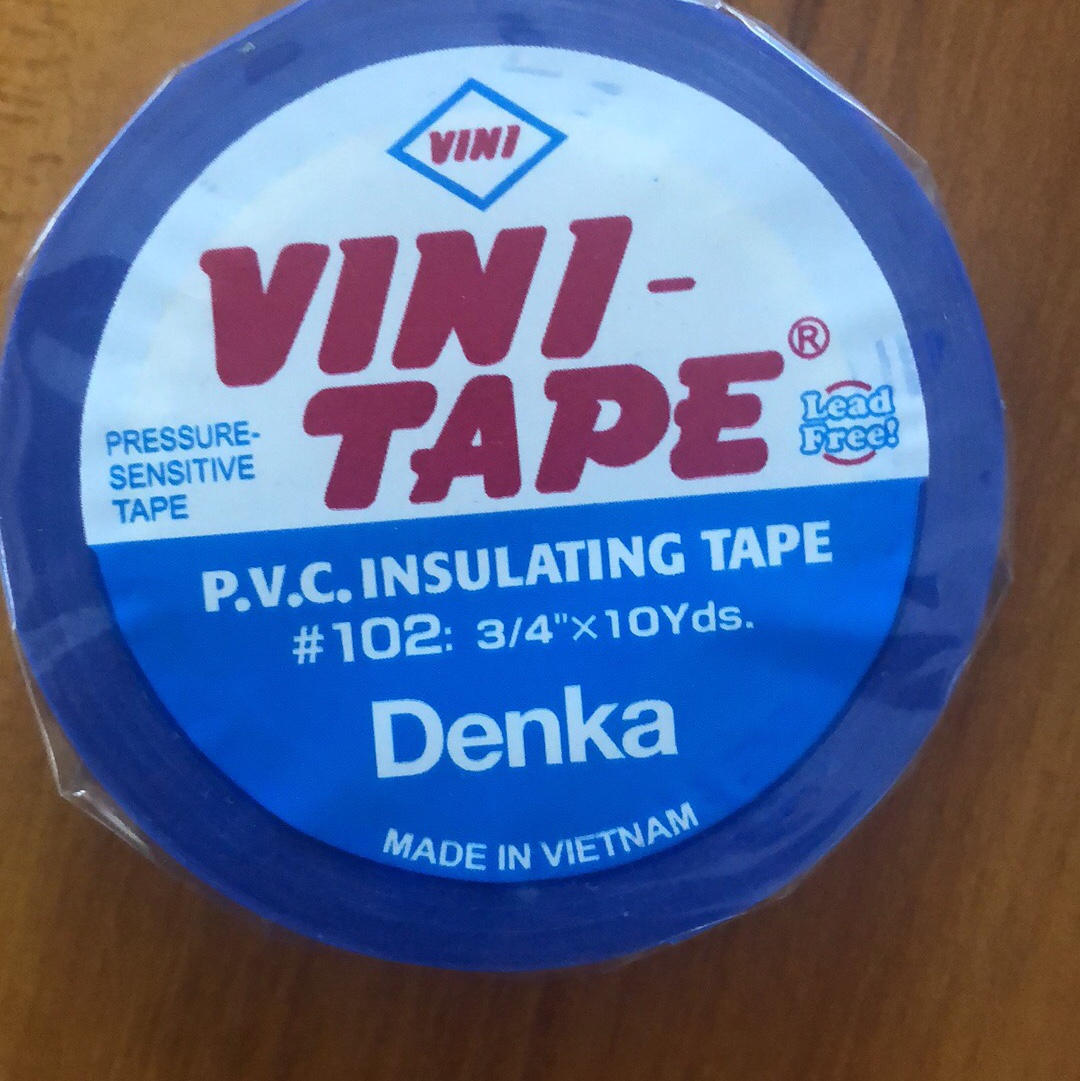 VINI
VINI-
TAPE®
Lead
Free!
PRESSURE-
SENSITIVE
TAPE
P.V.C. INSULATING TAPE
#102: 3/4"×10Yds.
Denka
MADE IN VIETNAM